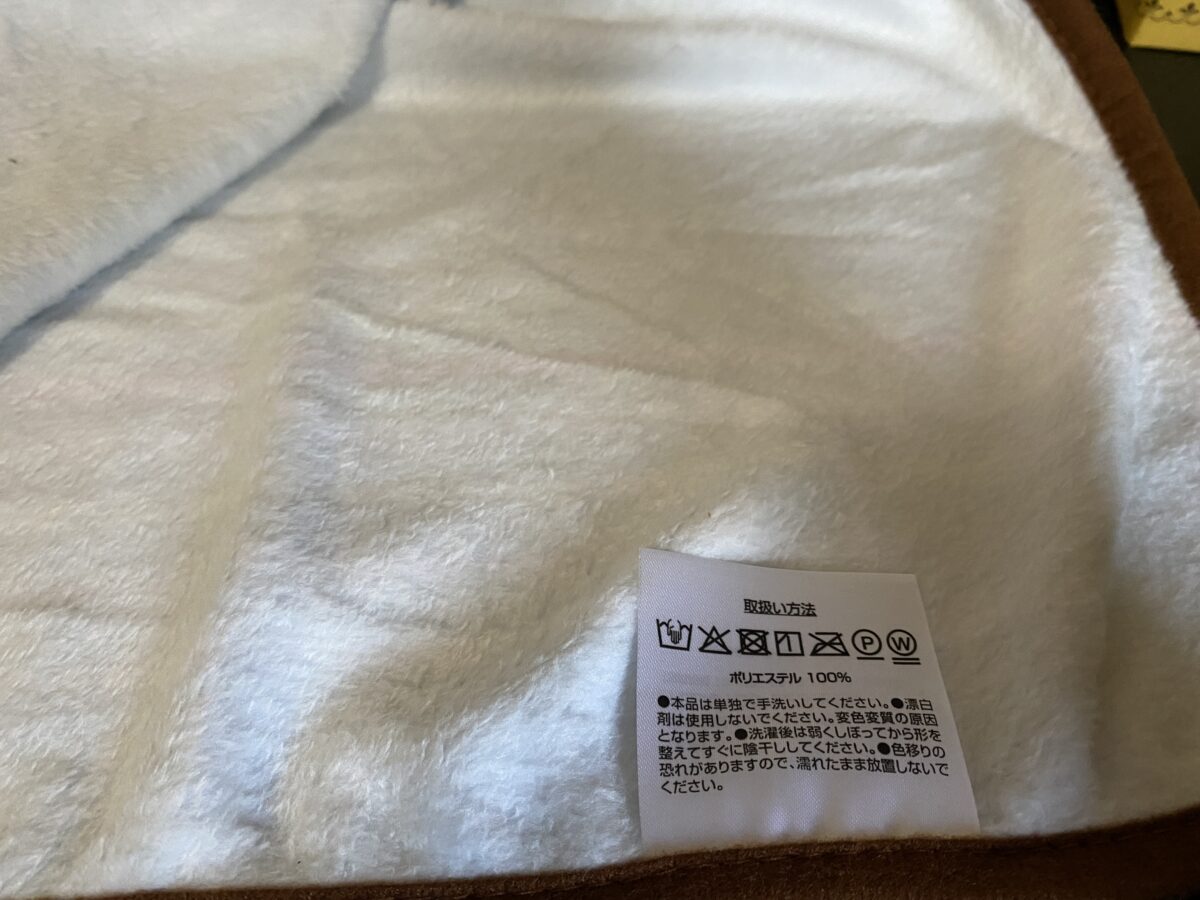 取扱い方法
P W
ポリエステル 100%
●本品は単独で手洗いしてください。●漂白
剤は使用しないでください。変色変質の原因
となります。●洗濯後は弱くしぼってから形を
整えてすぐに陰干ししてください。●色移りの
恐れがありますので、濡れたまま放置しないで
ください。